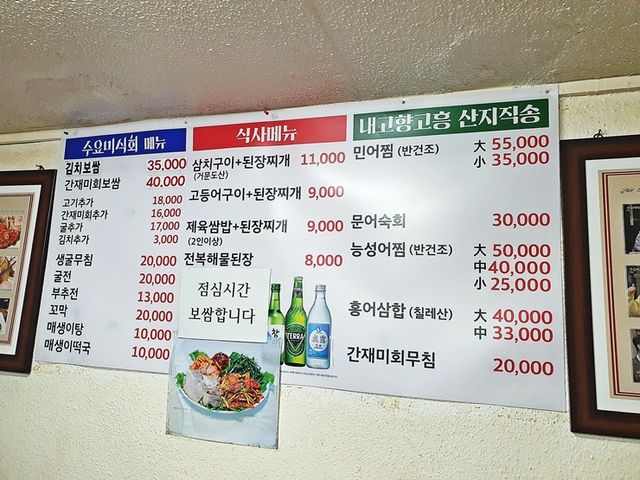 수요미식회 메뉴
김치보쌈 35,000
간재미회보쌈 40,000
고기추가 18,000
간재미회추가 16,000
굴추가 17,000
김치추가 3,000
생굴무침 20,000
굴전 20,000
부추전 13,000
꼬막 20,000
매생이탕 10,000
매생이떡국 10,000
식사메뉴
삼치구이+된장찌개 11,000
(거문도산)
고등어구이+된장찌개 9,000
제육쌈밥+된장찌개 9,000
(2인이상)
전복해물된장 8,000
점심시간
보쌈합니다
TERRA
내고향고흥 산지직송
민어찜 (반건조) 大 55,000
小 35,000
문어숙회 30,000
능성어찜 (반건조) 大 50,000
中 40,000
小 25,000
홍어삼합 (칠레산) 大 40,000
中 33,000
간재미회무침 20,000